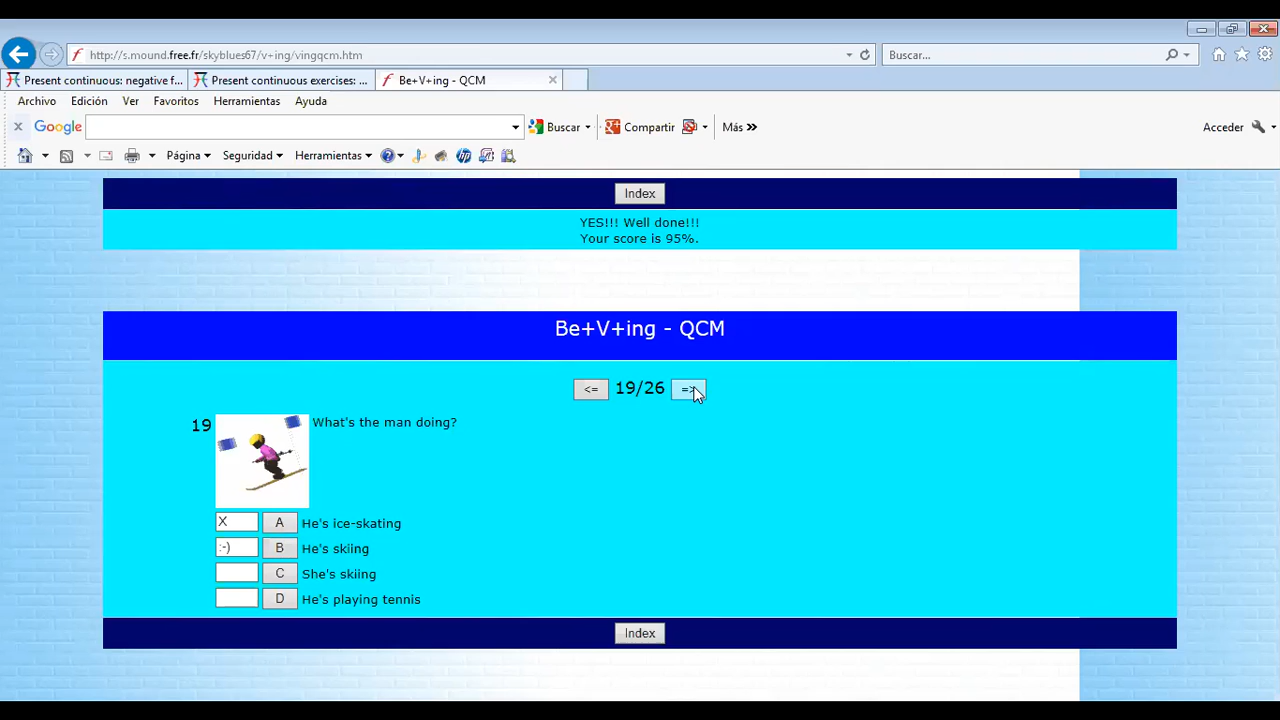 http://s.mound.free.fr/skyblues67/v+ing/vingqcm.htm
Buscar...
Present continuous: negative f...
Present continuous exercises: ...
Be+V+ing - QCM
Archivo Edición Ver Favoritos Herramientas Ayuda
Google Buscar Compartir Más » Acceder
Página Seguridad Herramientas
Index
YES!!! Well done!!!
Your score is 95%.
Be+V+ing - QCM
<= 19/26 =>
19 What's the man doing?
X A He's ice-skating
:-) B He's skiing
C She's skiing
D He's playing tennis
Index